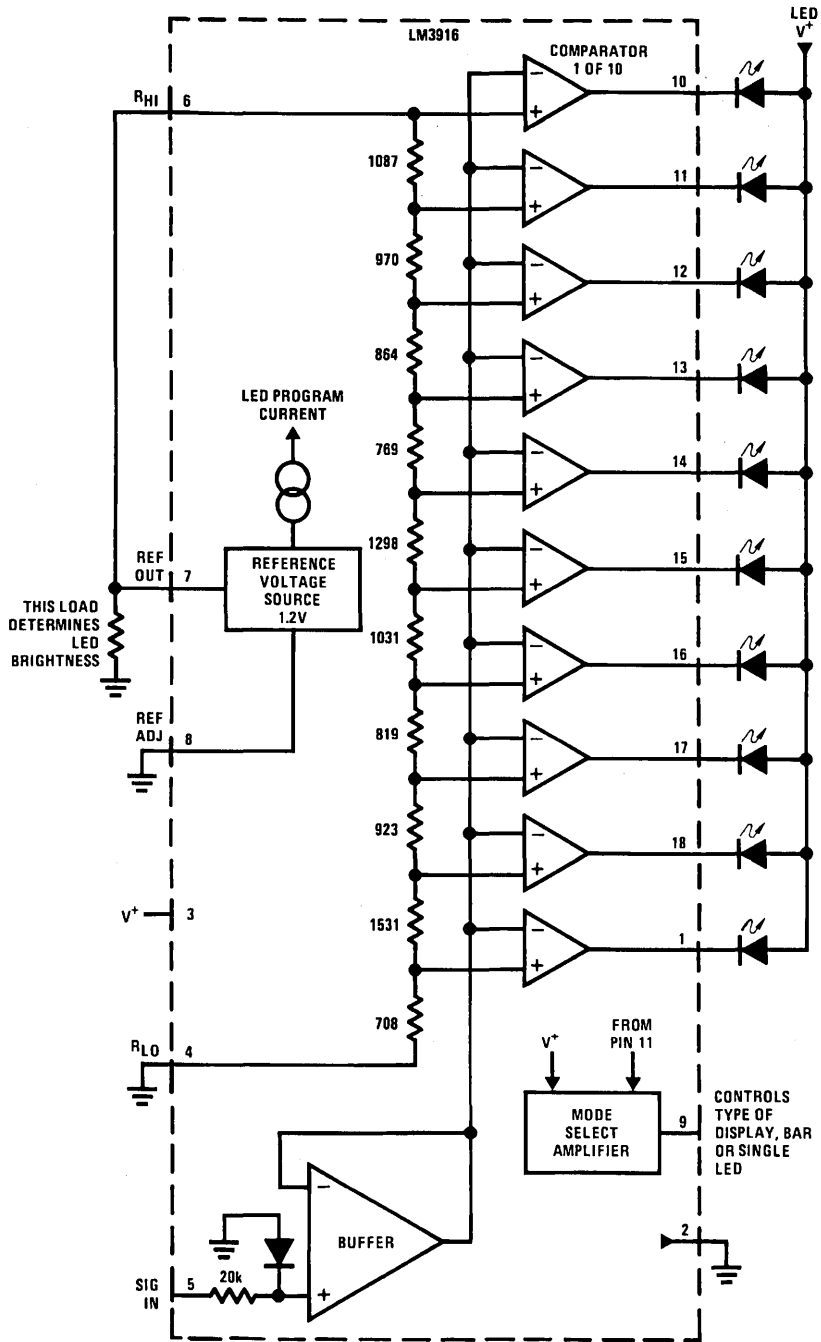 LM3916
LED
V+
COMPARATOR
1 OF 10
RHI 6
10
1087
11
970
12
864
13
LED PROGRAM
CURRENT
769
14
1298
15
REF
OUT 7
REFERENCE
VOLTAGE
SOURCE
1.2V
THIS LOAD
DETERMINES
LED
BRIGHTNESS
1031
16
REF
ADJ 8
819
17
923
18
V+ 3
1531
1
708
RLO 4
V+
FROM
PIN 11
MODE
SELECT
AMPLIFIER
9
CONTROLS
TYPE OF
DISPLAY, BAR
OR SINGLE
LED
BUFFER
2
SIG
IN 5
20k
− +
− +
− +
− +
− +
− +
− +
− +
− +
− +
− +